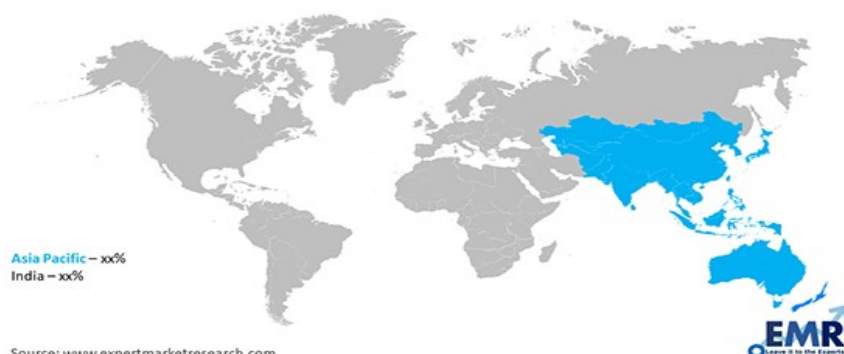 Asia Pacific – xx%
India – xx%
Source: www.expertmarketresearch.com
EMR
Leave it to the Experts